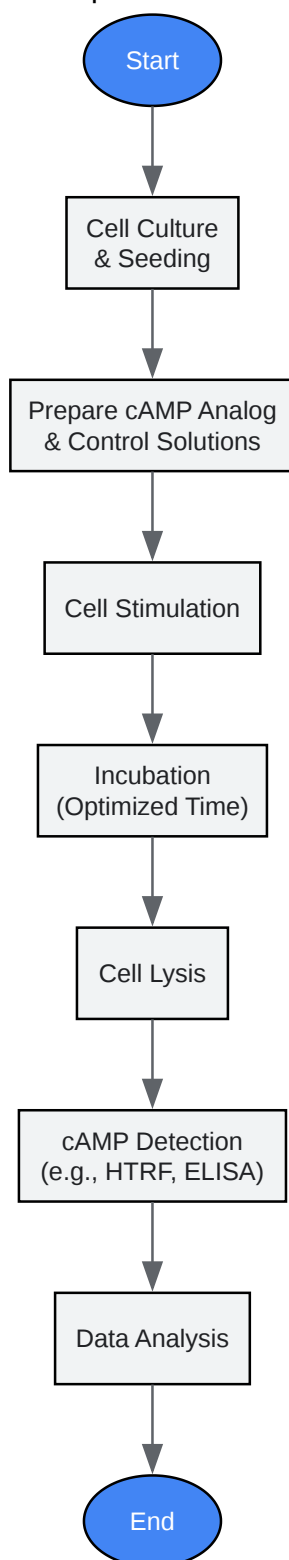 Start
Cell Culture
& Seeding
Prepare cAMP Analog
& Control Solutions
Cell Stimulation
Incubation
(Optimized Time)
Cell Lysis
cAMP Detection
(e.g., HTRF, ELISA)
Data Analysis
End